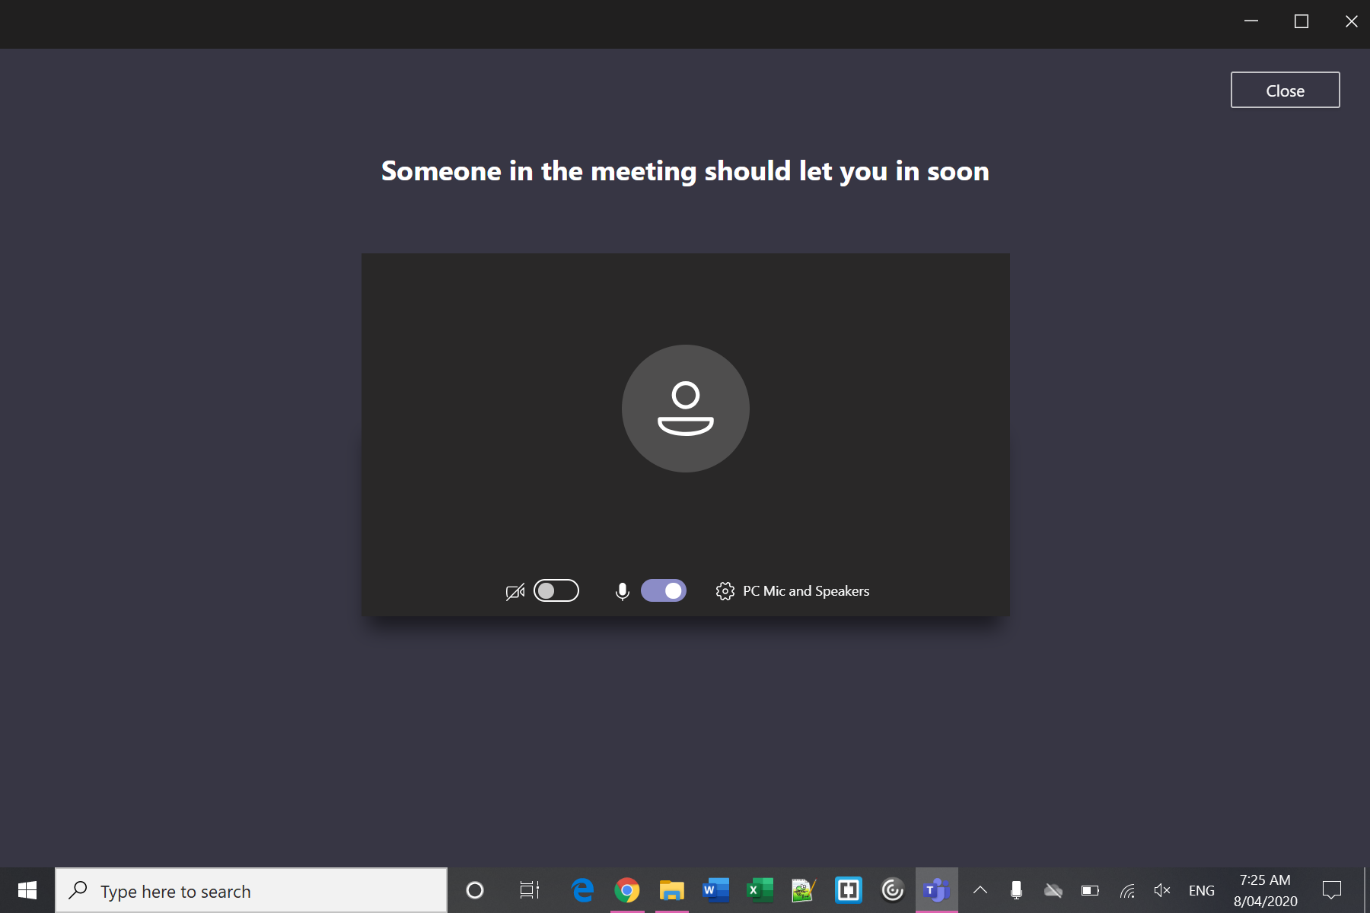 Close
Someone in the meeting should let you in soon
PC Mic and Speakers
Type here to search
ENG
7:25 AM
8/04/2020